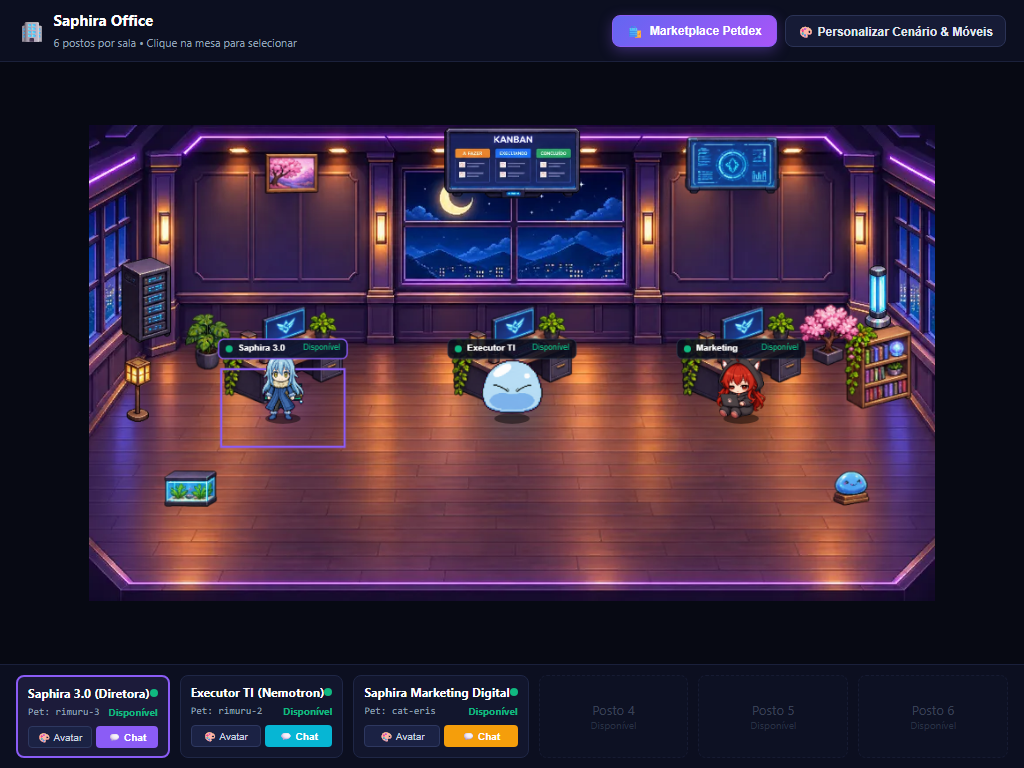 Saphira Office
6 postos por sala • Clique na mesa para selecionar
Marketplace Petdex
Personalizar Cenário & Móveis
KANBAN
A FAZER
EXECUTANDO
CONCLUÍDO
Saphira 3.0 Disponível
Executor TI Disponível
Marketing Disponível
Saphira 3.0 (Diretora)
Pet: rimuru-3 Disponível
Avatar Chat
Executor TI (Nemotron)
Pet: rimuru-2 Disponível
Avatar Chat
Saphira Marketing Digital
Pet: cat-eris Disponível
Avatar Chat
Posto 4
Disponível
Posto 5
Disponível
Posto 6
Disponível